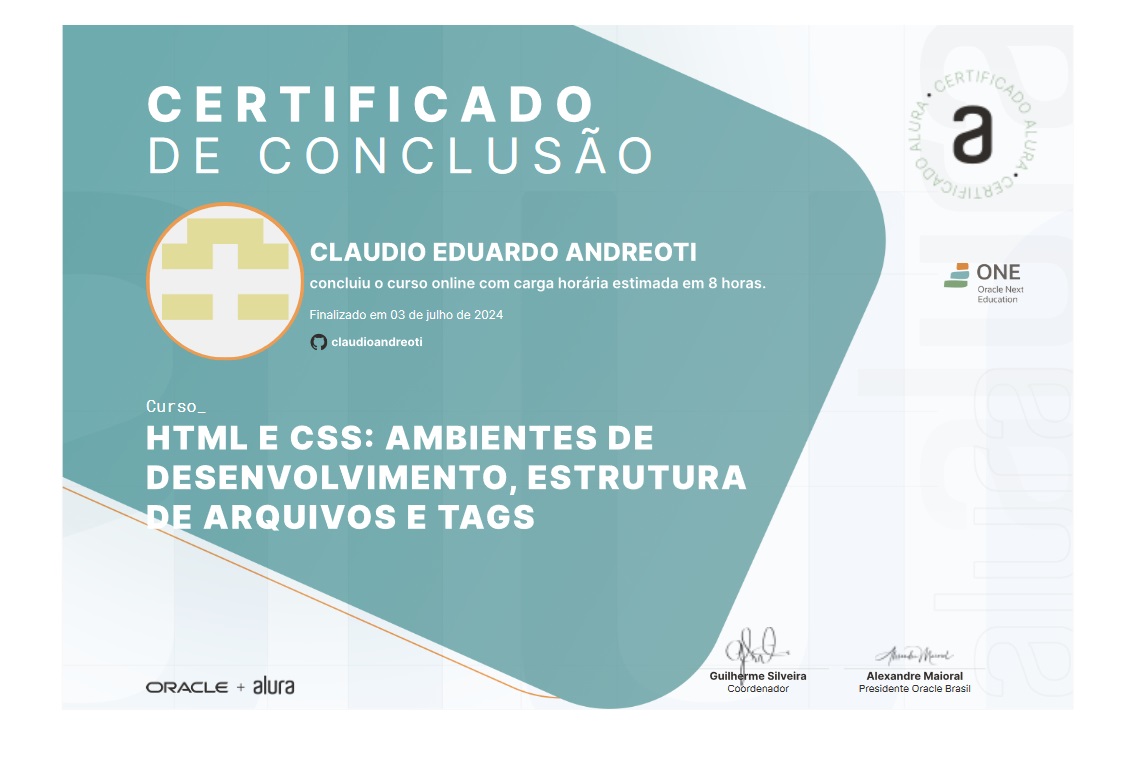 CERTIFICADO
DE CONCLUSÃO
CERTIFICADO ALURA • CERTIFICADO ALURA •
a
CLAUDIO EDUARDO ANDREOTI
concluiu o curso online com carga horária estimada em 8 horas.
Finalizado em 03 de julho de 2024
claudioandreoti
ONE
Oracle Next
Education
Curso_
HTML E CSS: AMBIENTES DE
DESENVOLVIMENTO, ESTRUTURA
DE ARQUIVOS E TAGS
alura
ORACLE + alura
Guilherme Silveira
Coordenador
Alexandre Maioral
Presidente Oracle Brasil